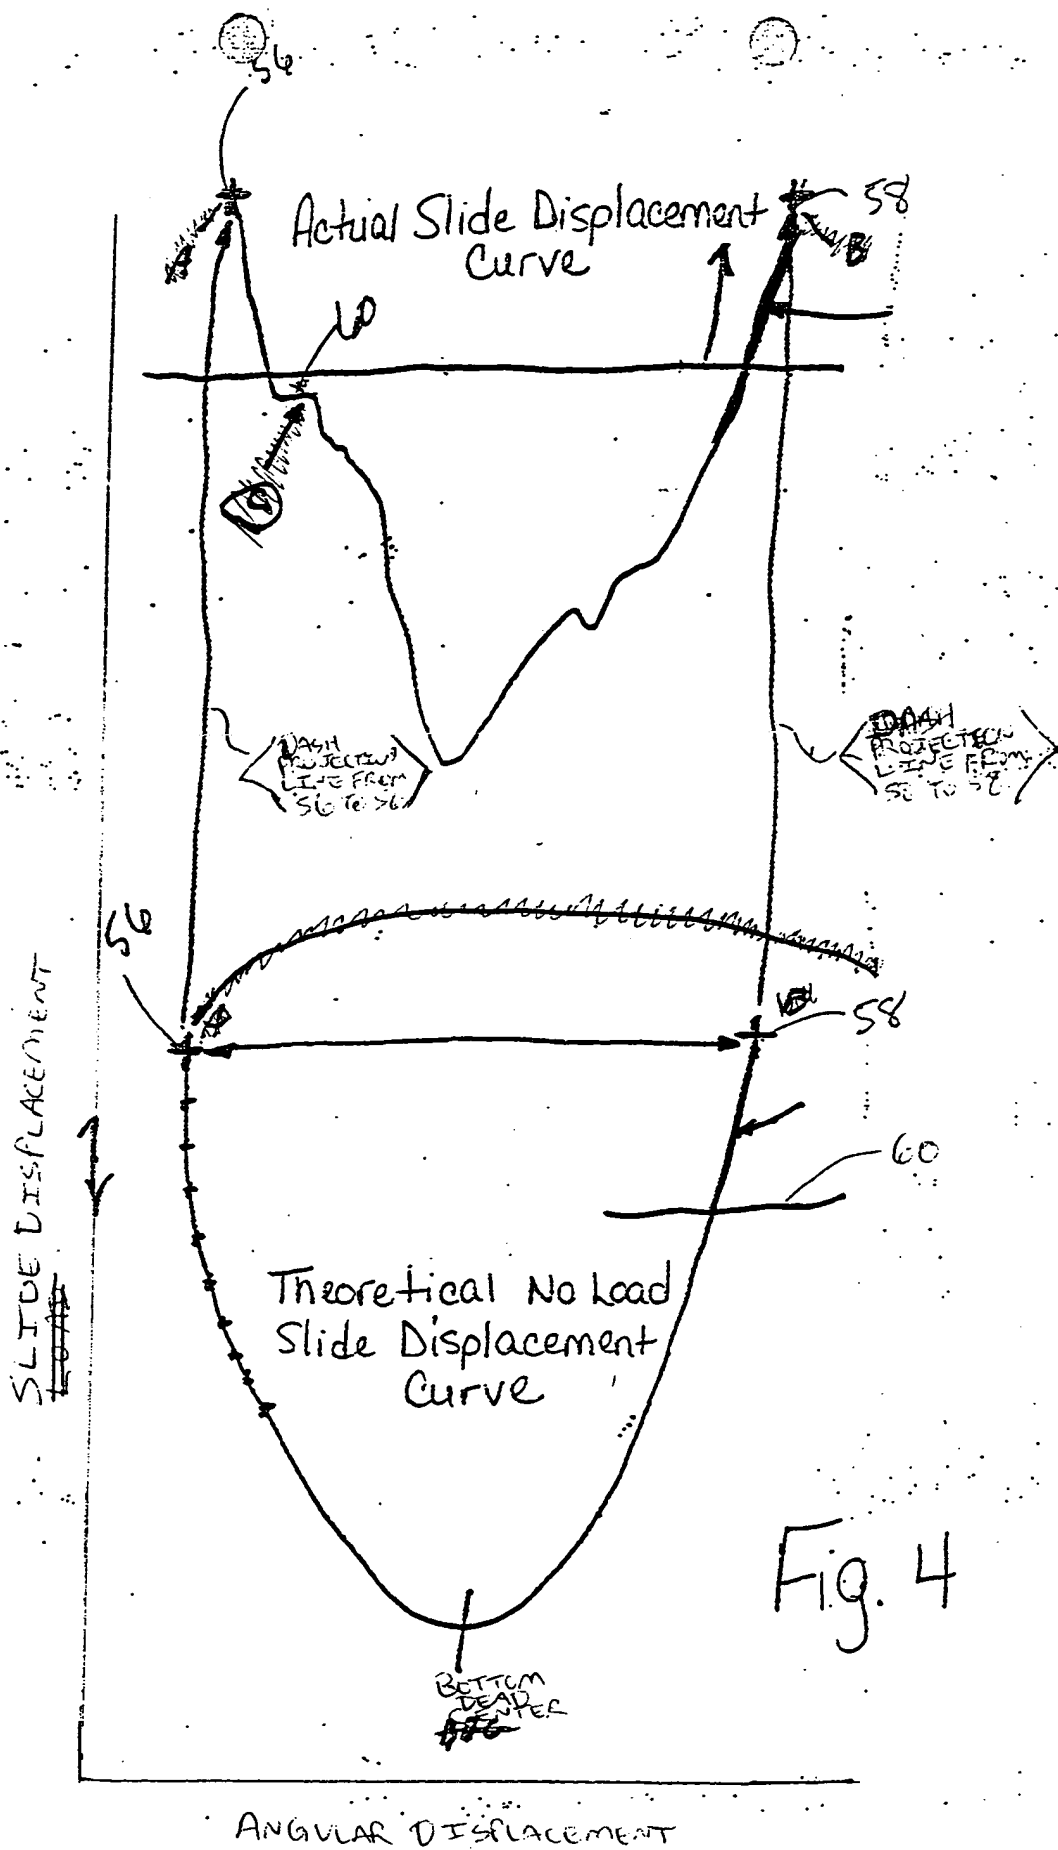 56
58
Actual Slide Displacement
Curve
B
60
DASH
PROJECTING
LINE FROM
56 TO 56
DASH
PROJECTION
LINE FROM
58 TO 58
56
58
60
SLIDE DISPLACEMENT
LOAD
Theoretical No Load
Slide Displacement
Curve
Fig. 4
BOTTOM
DEAD
CENTER
ANGULAR DISPLACEMENT